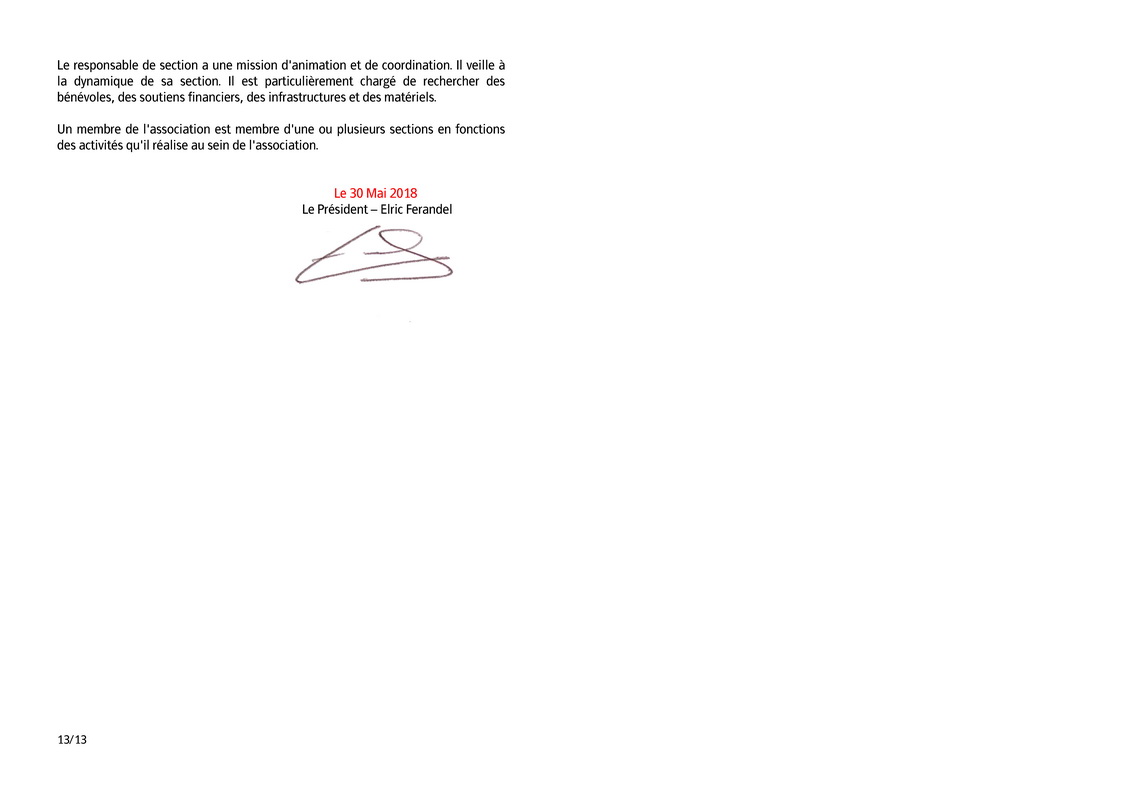 Le responsable de section a une mission d'animation et de coordination. Il veille à
la dynamique de sa section. Il est particulièrement chargé de rechercher des
bénévoles, des soutiens financiers, des infrastructures et des matériels.
Un membre de l'association est membre d'une ou plusieurs sections en fonctions
des activités qu'il réalise au sein de l'association.
Le 30 Mai 2018
Le Président – Elric Ferandel
13/13